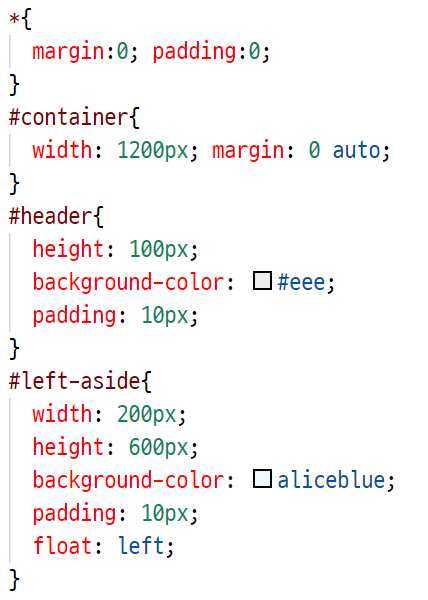 *{
margin:0; padding:0;
}
#container{
width: 1200px; margin: 0 auto;
}
#header{
height: 100px;
background-color: #eee;
padding: 10px;
}
#left-aside{
width: 200px;
height: 600px;
background-color: aliceblue;
padding: 10px;
float: left;
}